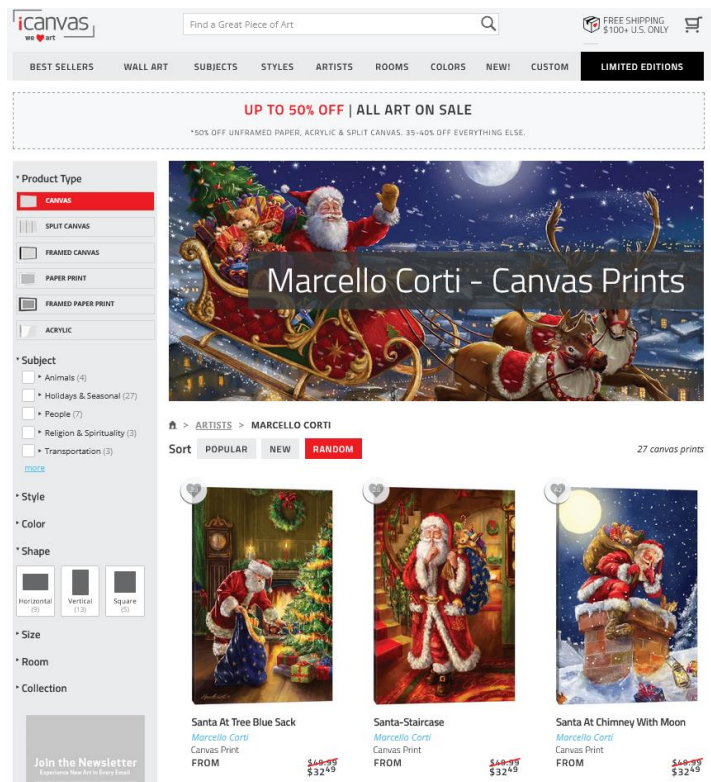 icanvas
we art
Find a Great Piece of Art
FREE SHIPPING
$100+ U.S. ONLY
BEST SELLERS WALL ART SUBJECTS STYLES ARTISTS ROOMS COLORS NEW! CUSTOM LIMITED EDITIONS
UP TO 50% OFF | ALL ART ON SALE
*50% OFF UNFRAMED PAPER, ACRYLIC & SPLIT CANVAS. 35-40% OFF EVERYTHING ELSE.
Product Type
CANVAS
SPLIT CANVAS
FRAMED CANVAS
PAPER PRINT
FRAMED PAPER PRINT
ACRYLIC
Subject
Animals (4)
Holidays & Seasonal (27)
People (7)
Religion & Spirituality (3)
Transportation (3)
more
Style
Color
Shape
Horizontal Vertical Square
(9) (13) (5)
Size
Room
Collection
Join the Newsletter
Experience New Art in Every Email
Marcello Corti - Canvas Prints
> ARTISTS > MARCELLO CORTI
Sort POPULAR NEW RANDOM 27 canvas prints
Santa At Tree Blue Sack
Marcello Corti
Canvas Print
FROM $49.99
$32.49
Santa-Staircase
Marcello Corti
Canvas Print
FROM $49.99
$32.49
Santa At Chimney With Moon
Marcello Corti
Canvas Print
FROM $49.99
$32.49